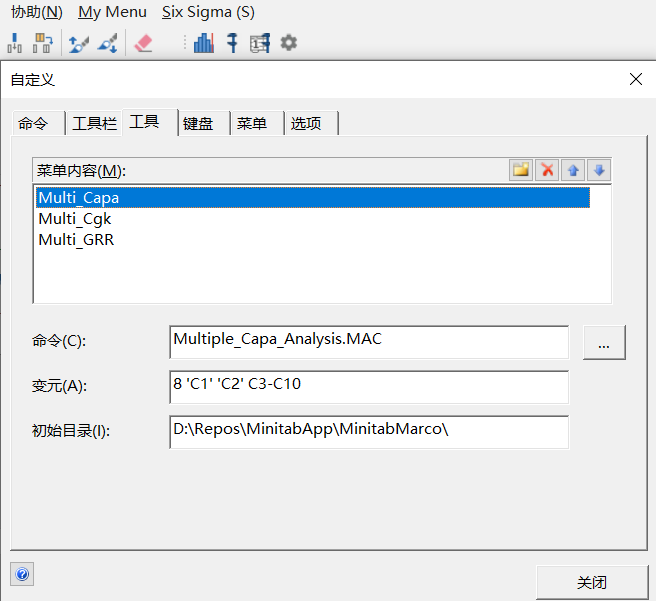 协助(N) My Menu Six Sigma (S)
自定义
命令 工具栏 工具 键盘 菜单 选项
菜单内容(M):
Multi_Capa
Multi_Cgk
Multi_GRR
命令(C): Multiple_Capa_Analysis.MAC ...
变元(A): 8 'C1' 'C2' C3-C10
初始目录(I): D:\Repos\MinitabApp\MinitabMarco\
关闭